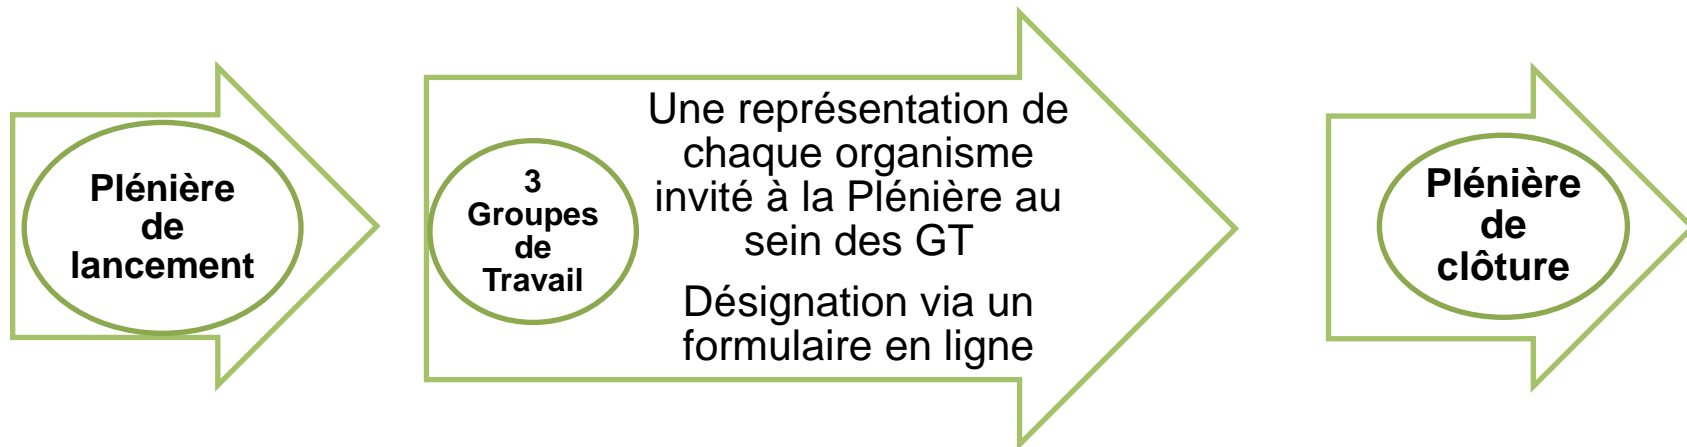 Plénière
de
lancement
3
Groupes
de
Travail
Une représentation de
chaque organisme
invité à la Plénière au
sein des GT
Désignation via un
formulaire en ligne
Plénière
de
clôture